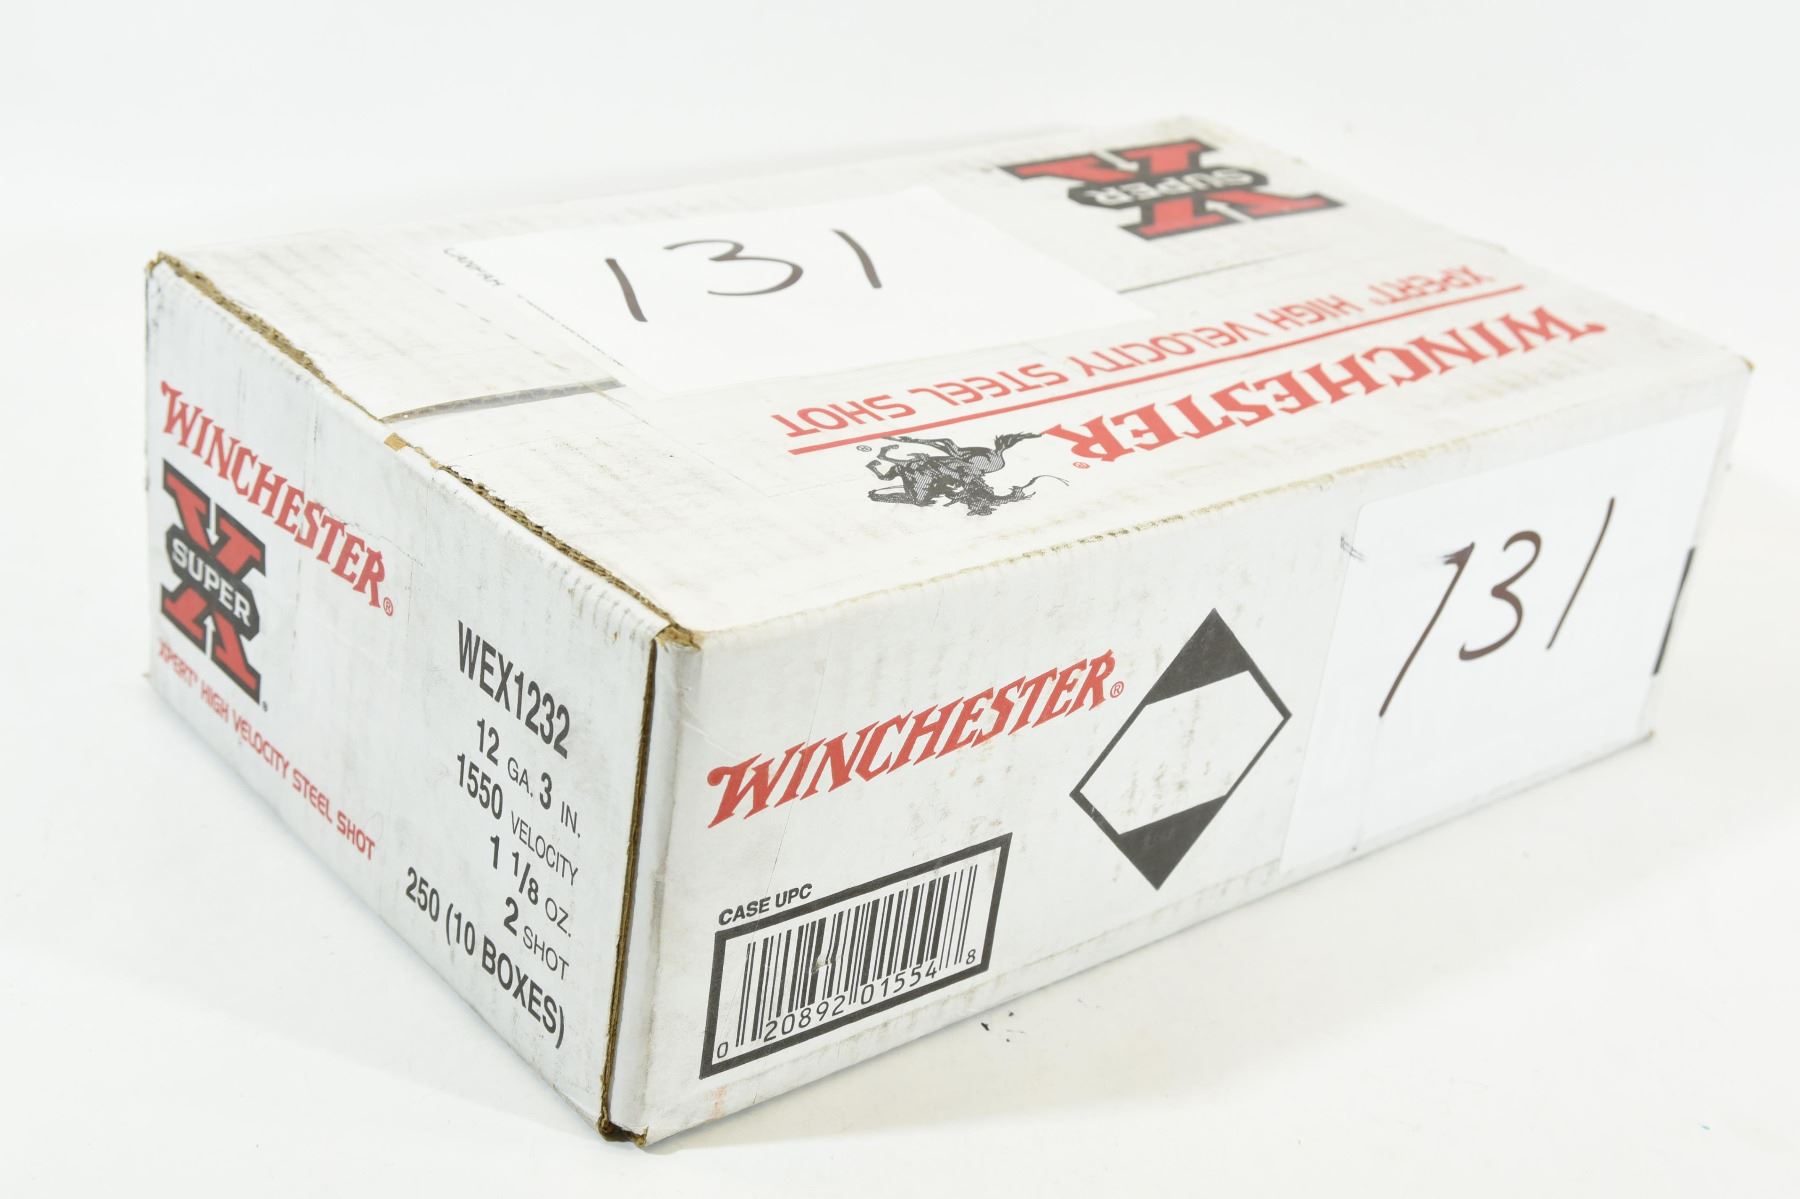 131
SUPER X
XPERT® HIGH VELOCITY STEEL SHOT
WINCHESTER®
WINCHESTER®
SUPER X®
XPERT® HIGH VELOCITY STEEL SHOT
WEX1232
12 GA. 3 IN.
1550 VELOCITY
1 1/8 OZ.
2 SHOT
250 (10 BOXES)
WINCHESTER®
CASE UPC
0 20892 01554 8
131